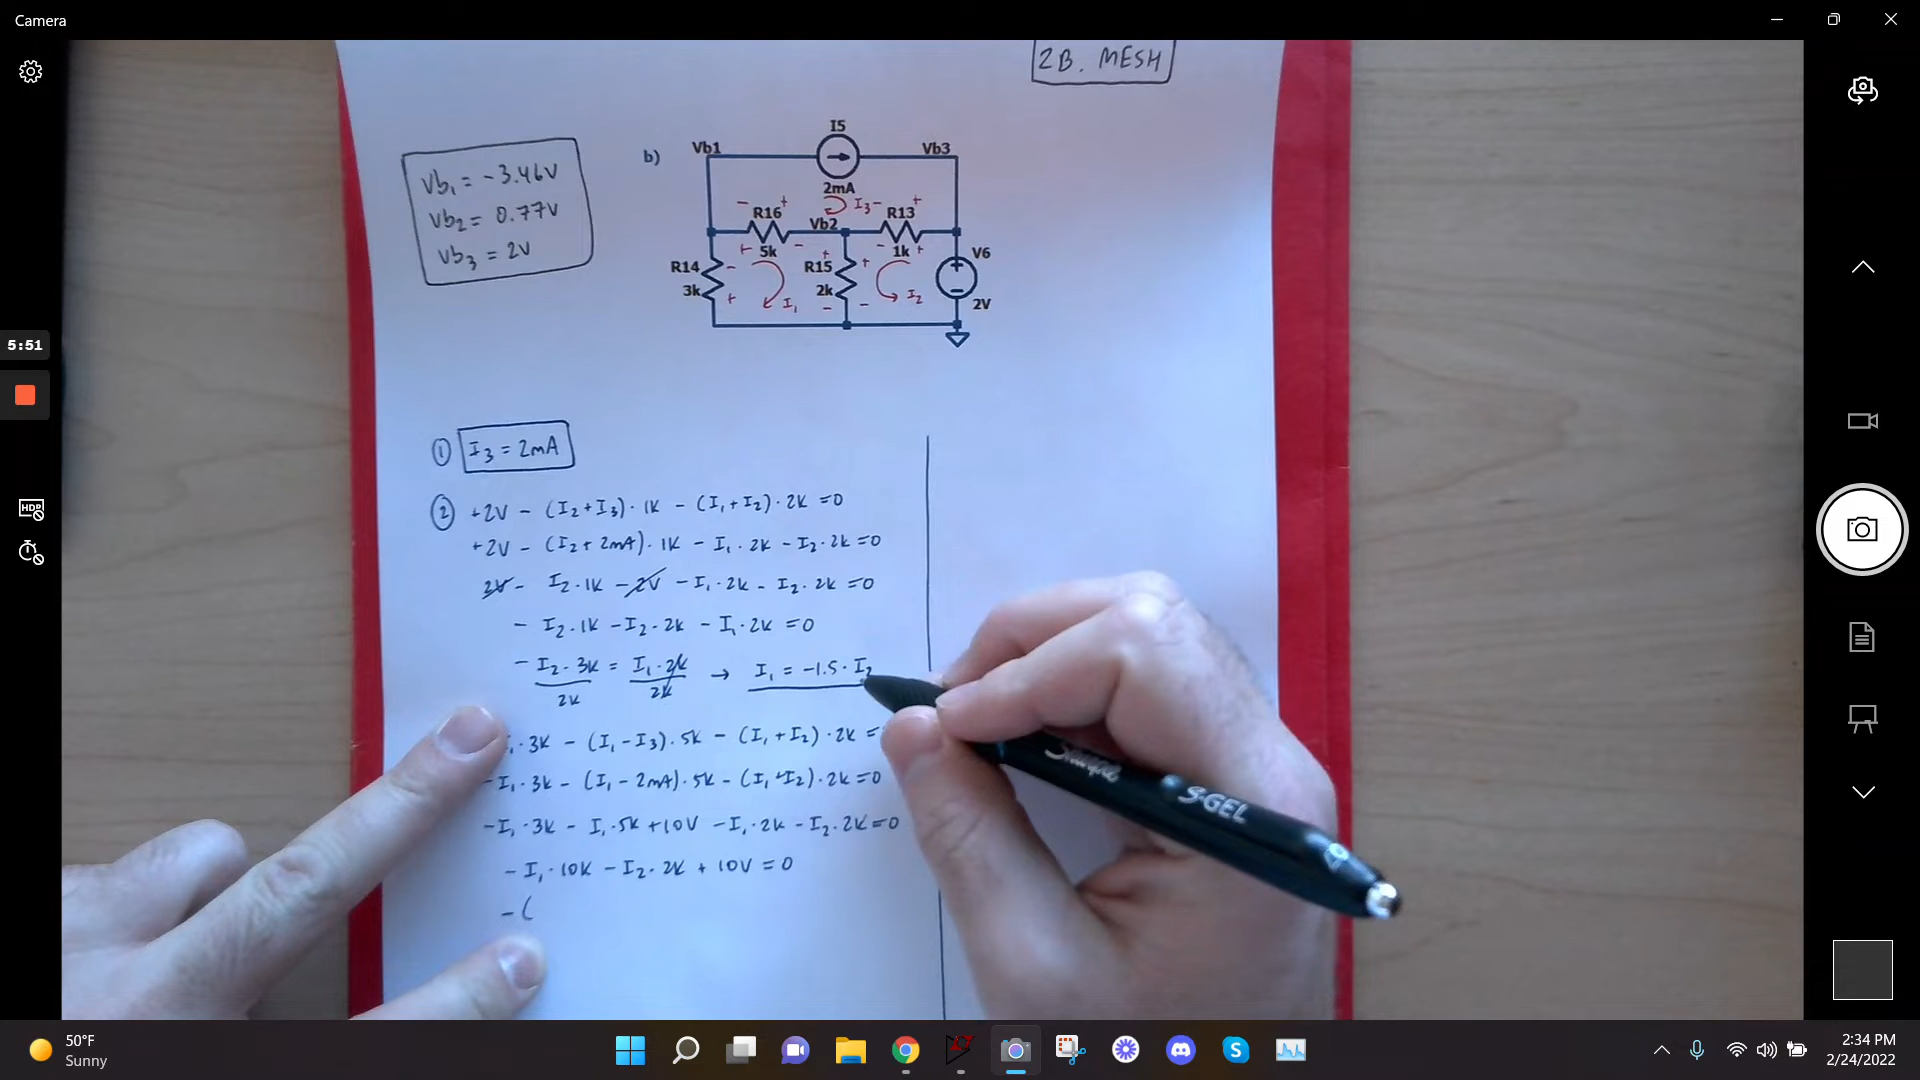 Camera
2B. MESH
Vb1 = -3.46V
Vb2 = 0.77V
Vb3 = 2V
b)
I5
Vb1
Vb3
2mA
- + I3 - +
R16
Vb2
R13
+ 5k -
- 1k +
V6
R14
3k
R15
2k
I1
I2
2V
5:51
① I3 = 2mA
② +2V - (I2+I3)·1K - (I1+I2)·2K =0
+2V - (I2+2mA)·1K - I1·2K - I2·2K =0
2V - I2·1K - 2V - I1·2K - I2·2K =0
- I2·1K - I2·2K - I1·2K =0
- I2·3K = I1·2K → I1 = -1.5·I2
2K 2K
·3K - (I1-I3)·5K - (I1+I2)·2K =
-I1·3K - (I1-2mA)·5K - (I1+I2)·2K =0
-I1·3K - I1·5K +10V - I1·2K - I2·2K =0
- I1·10K - I2·2K + 10V = 0
- (
Sharpie S·GEL
HDR
50°F
Sunny
2:34 PM
2/24/2022